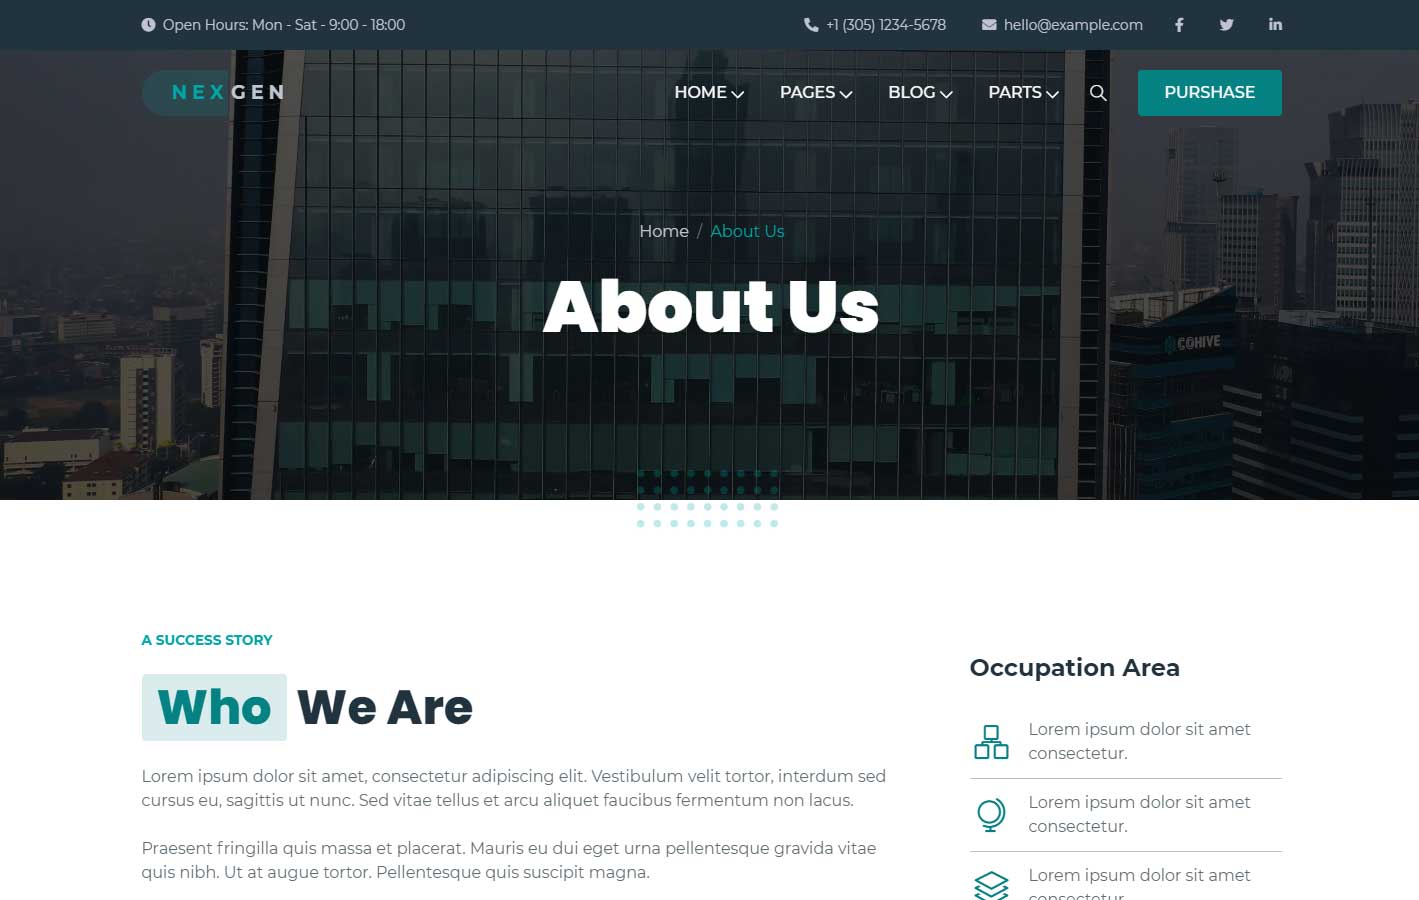 Open Hours: Mon - Sat - 9:00 - 18:00
+1 (305) 1234-5678
hello@example.com
NEXGEN
HOME
PAGES
BLOG
PARTS
PURSHASE
Home / About Us
About Us
COHIVE
A SUCCESS STORY
Who We Are
Lorem ipsum dolor sit amet, consectetur adipiscing elit. Vestibulum velit tortor, interdum sed
cursus eu, sagittis ut nunc. Sed vitae tellus et arcu aliquet faucibus fermentum non lacus.
Praesent fringilla quis massa et placerat. Mauris eu dui eget urna pellentesque gravida vitae
quis nibh. Ut at augue tortor. Pellentesque quis suscipit magna.
Occupation Area
Lorem ipsum dolor sit amet
consectetur.
Lorem ipsum dolor sit amet
consectetur.
Lorem ipsum dolor sit amet
consectetur.